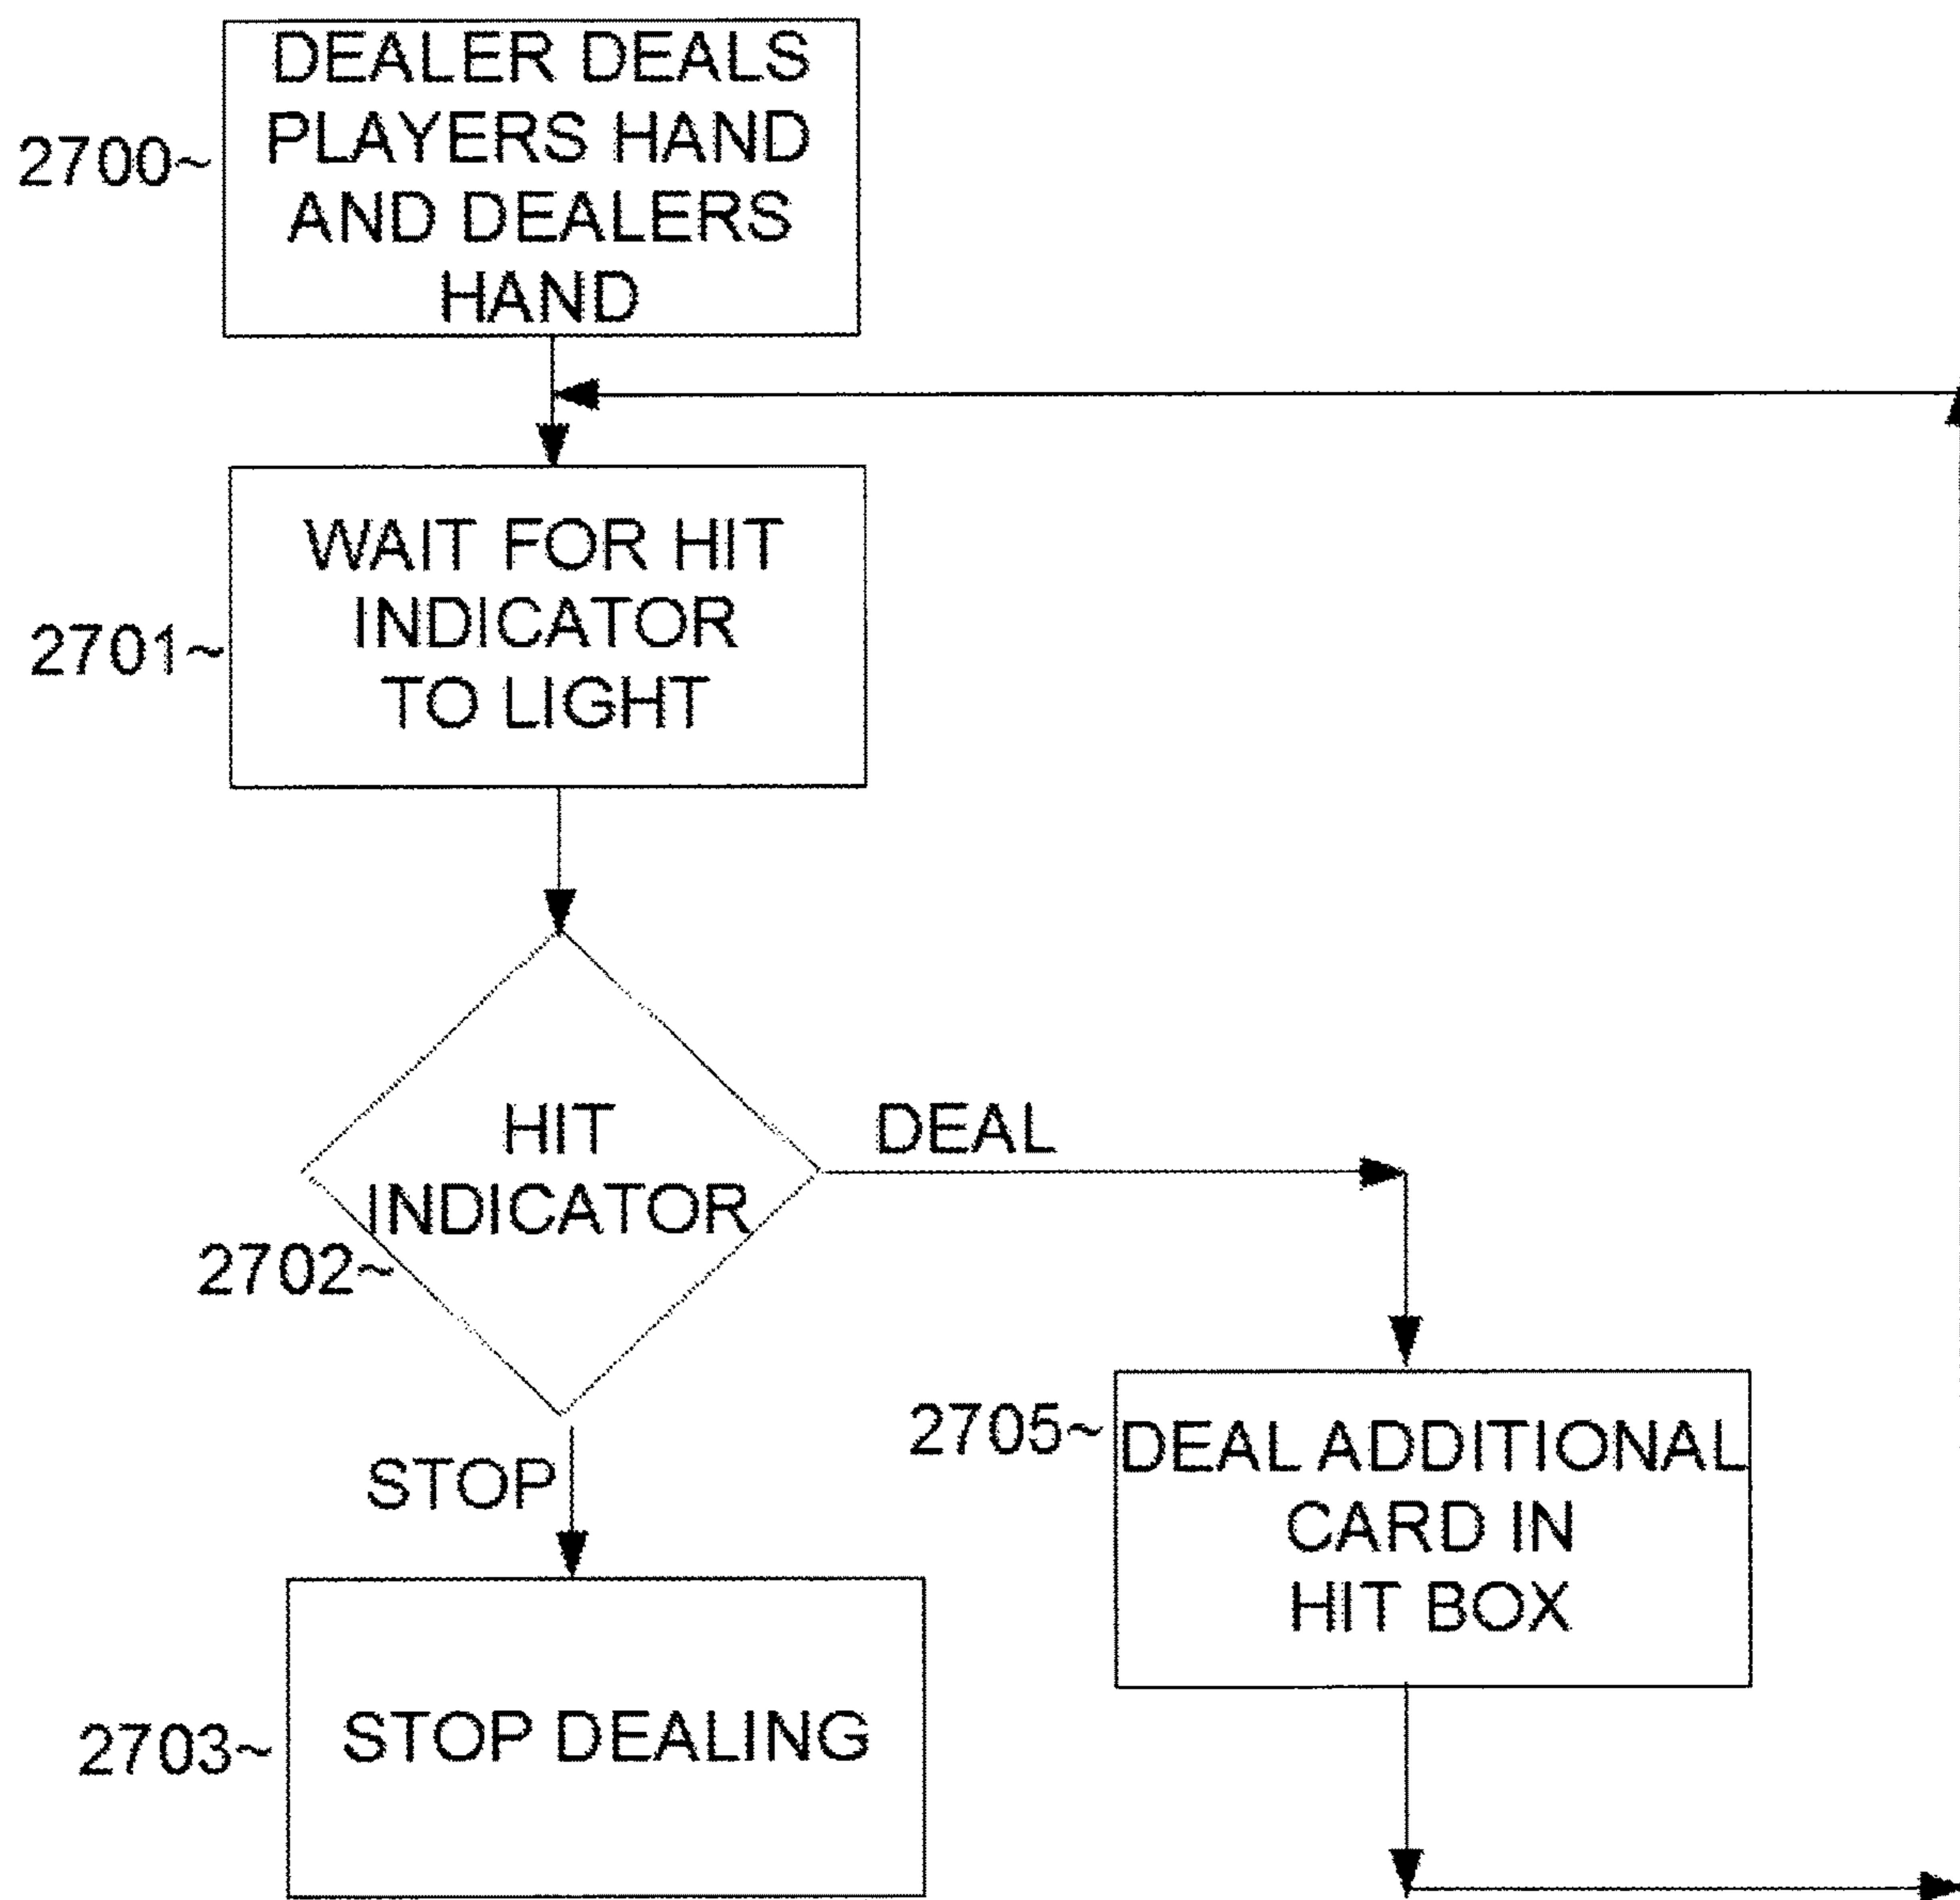 DEALER DEALS
PLAYERS HAND
AND DEALERS
HAND
2700~
WAIT FOR HIT
INDICATOR
TO LIGHT
2701~
HIT
INDICATOR
2702~
DEAL
STOP
2705~
DEAL ADDITIONAL
CARD IN
HIT BOX
2703~
STOP DEALING